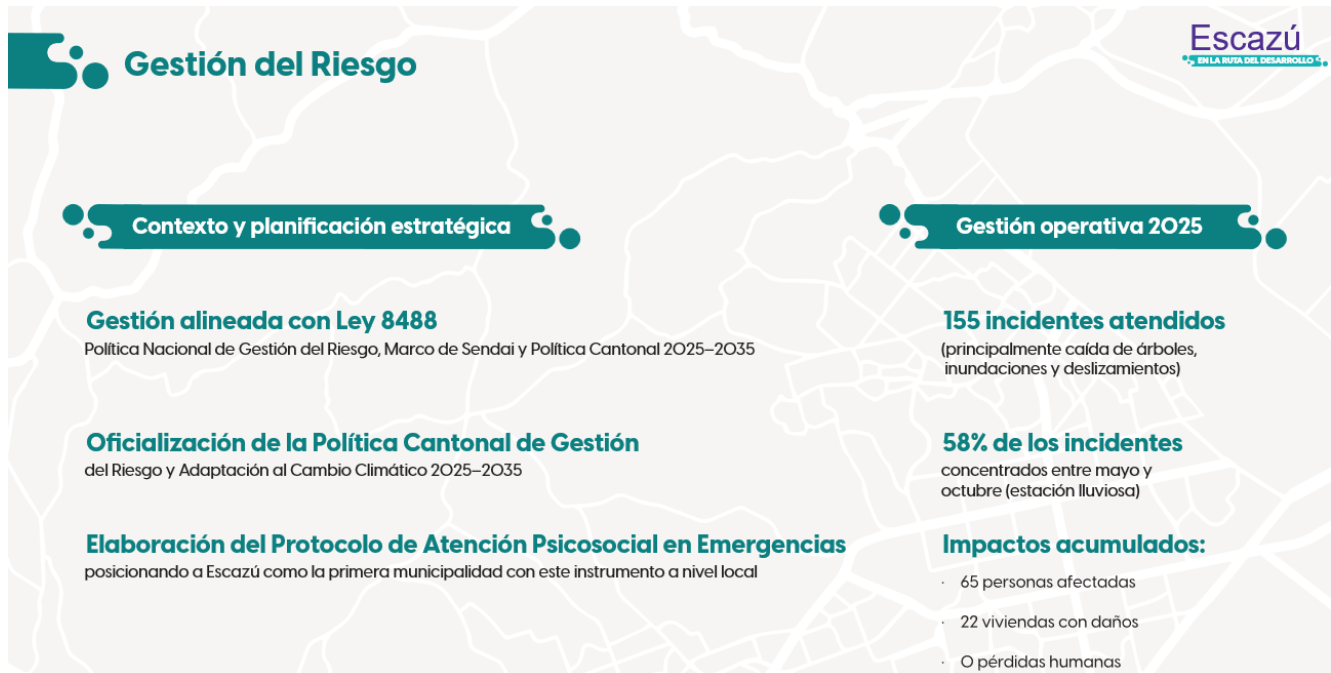 Gestión del Riesgo
Escazú
EN LA RUTA DEL DESARROLLO
Contexto y planificación estratégica
Gestión alineada con Ley 8488
Política Nacional de Gestión del Riesgo, Marco de Sendai y Política Cantonal 2025–2035
Oficialización de la Política Cantonal de Gestión
del Riesgo y Adaptación al Cambio Climático 2025–2035
Elaboración del Protocolo de Atención Psicosocial en Emergencias
posicionando a Escazú como la primera municipalidad con este instrumento a nivel local
Gestión operativa 2025
155 incidentes atendidos
(principalmente caída de árboles,
inundaciones y deslizamientos)
58% de los incidentes
concentrados entre mayo y
octubre (estación lluviosa)
Impactos acumulados:
· 65 personas afectadas
· 22 viviendas con daños
· 0 pérdidas humanas